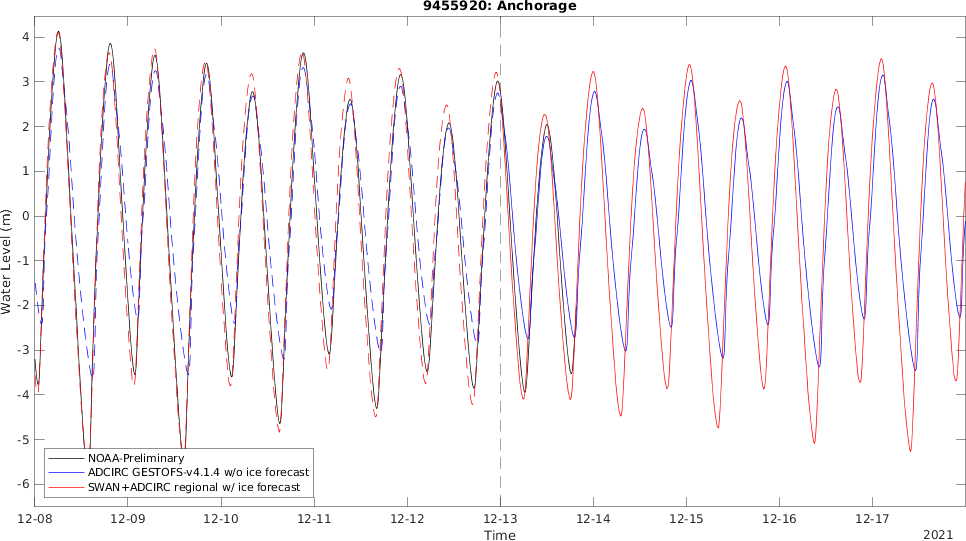 9455920: Anchorage
4
3
2
1
0
-1
-2
-3
-4
-5
-6
Water Level (m)
NOAA-Preliminary
ADCIRC GESTOFS-v4.1.4 w/o ice forecast
SWAN+ADCIRC regional w/ ice forecast
12-08 12-09 12-10 12-11 12-12 12-13 12-14 12-15 12-16 12-17
Time
2021